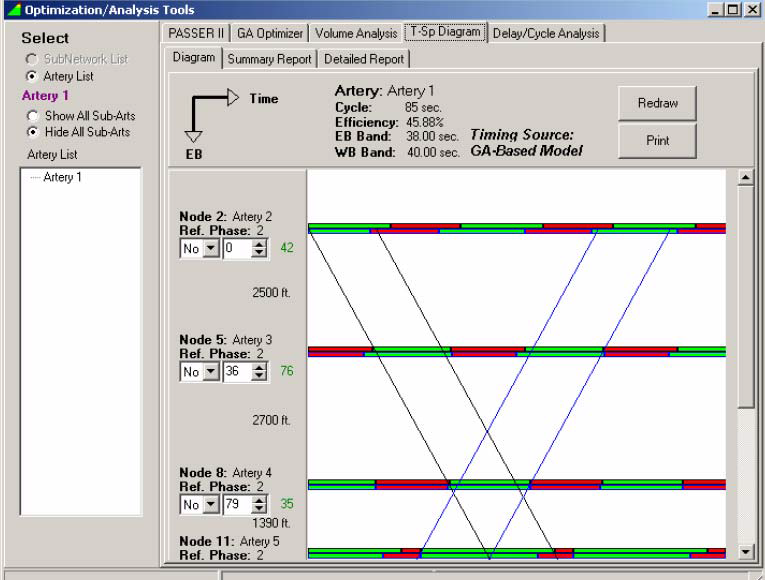 Optimization/Analysis Tools
Select
SubNetwork List
Artery List
Artery 1
Show All Sub-Arts
Hide All Sub-Arts
Artery List
Artery 1
PASSER II GA Optimizer Volume Analysis T-Sp Diagram Delay/Cycle Analysis
Diagram Summary Report Detailed Report
Time
EB
Artery: Artery 1
Cycle: 85 sec.
Efficiency: 45.88%
EB Band: 38.00 sec.
WB Band: 40.00 sec.
Timing Source:
GA-Based Model
Redraw
Print
Node 2: Artery 2
Ref. Phase: 2
No 0 42
2500 ft.
Node 5: Artery 3
Ref. Phase: 2
No 36 76
2700 ft.
Node 8: Artery 4
Ref. Phase: 2
No 79 35
1390 ft.
Node 11: Artery 5
Ref. Phase: 2